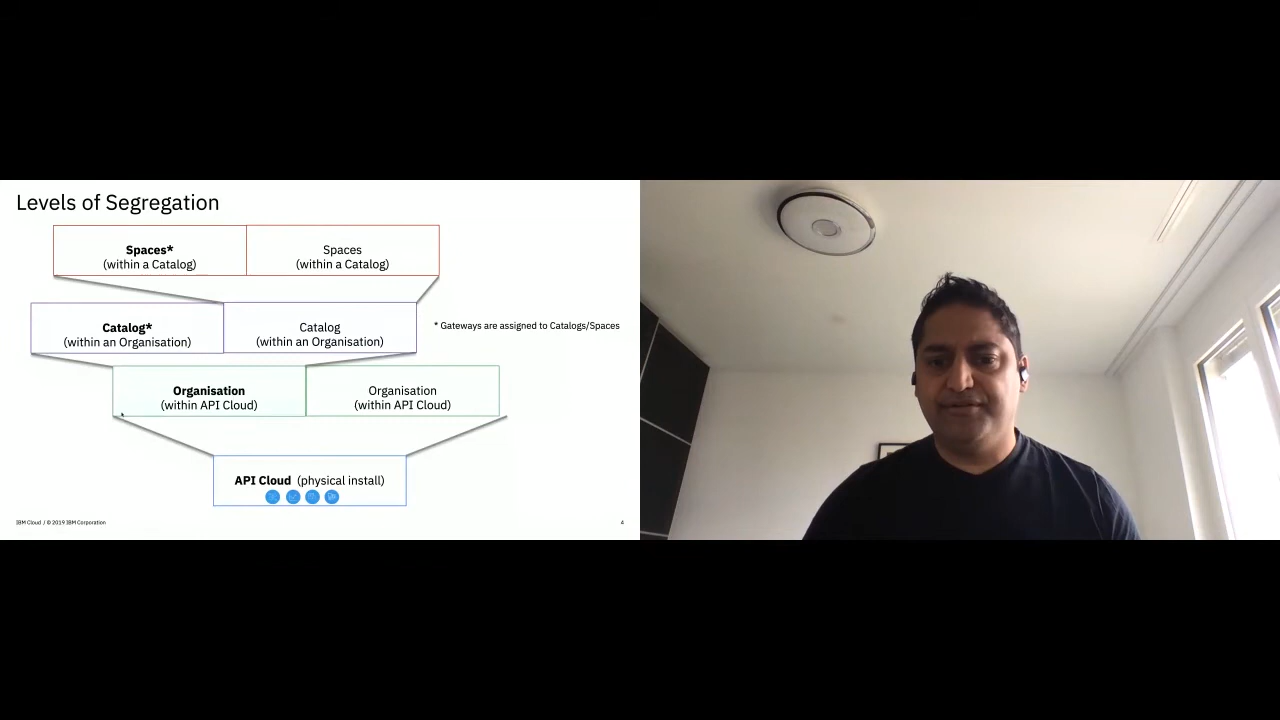 Levels of Segregation
Spaces*
(within a Catalog)
Spaces
(within a Catalog)
Catalog*
(within an Organisation)
Catalog
(within an Organisation)
* Gateways are assigned to Catalogs/Spaces
Organisation
(within API Cloud)
Organisation
(within API Cloud)
API Cloud (physical install)
IBM Cloud / © 2019 IBM Corporation
4